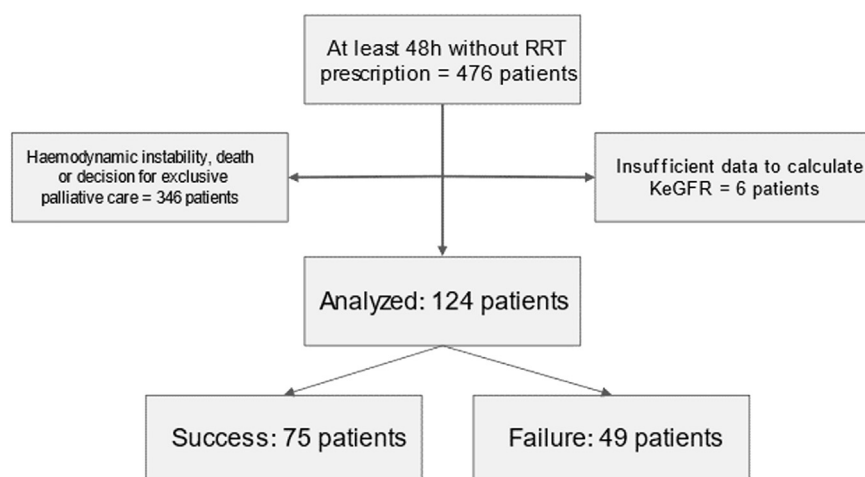 At least 48h without RRT
prescription = 476 patients
Haemodynamic instability, death
or decision for exclusive
palliative care = 346 patients
Insufficient data to calculate
KeGFR = 6 patients
Analyzed: 124 patients
Success: 75 patients
Failure: 49 patients